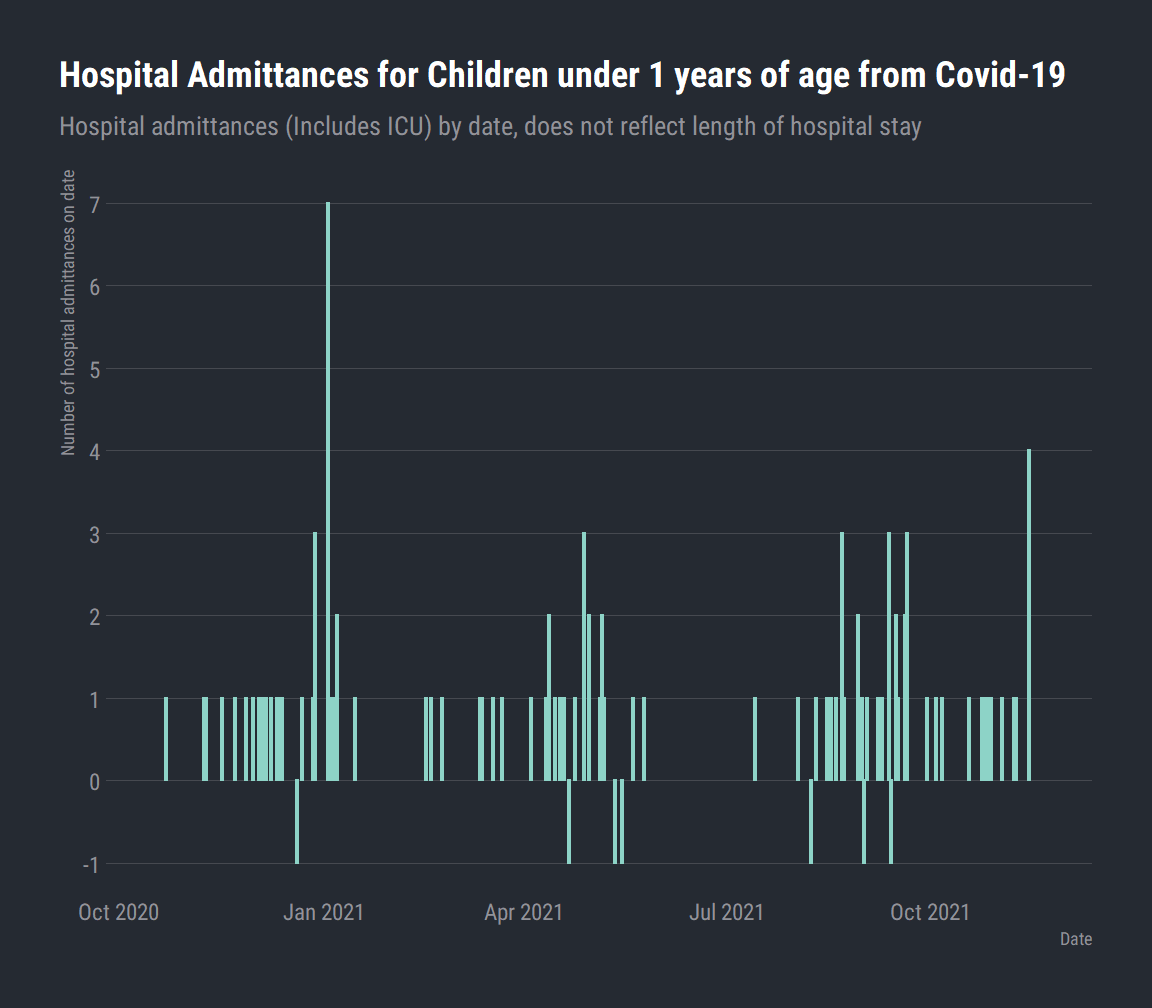 Hospital Admittances for Children under 1 years of age from Covid-19
Hospital admittances (Includes ICU) by date, does not reflect length of hospital stay
Number of hospital admittances on date
7
6
5
4
3
2
1
0
-1
Oct 2020 Jan 2021 Apr 2021 Jul 2021 Oct 2021
Date